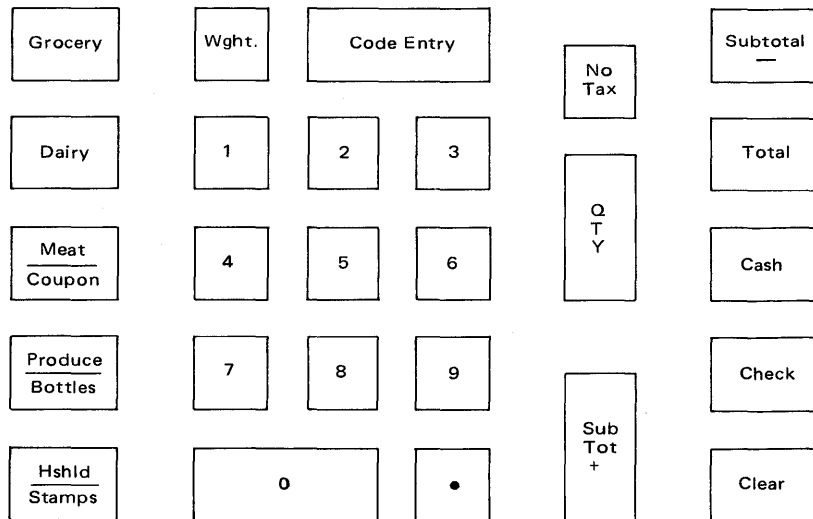 Grocery
Wght.
Code Entry
Subtotal
—
No
Tax
Dairy
1
2
3
Total
Q
T
Y
Meat
Coupon
4
5
6
Cash
Produce
Bottles
7
8
9
Check
Sub
Tot
+
Hshld
Stamps
0
•
Clear